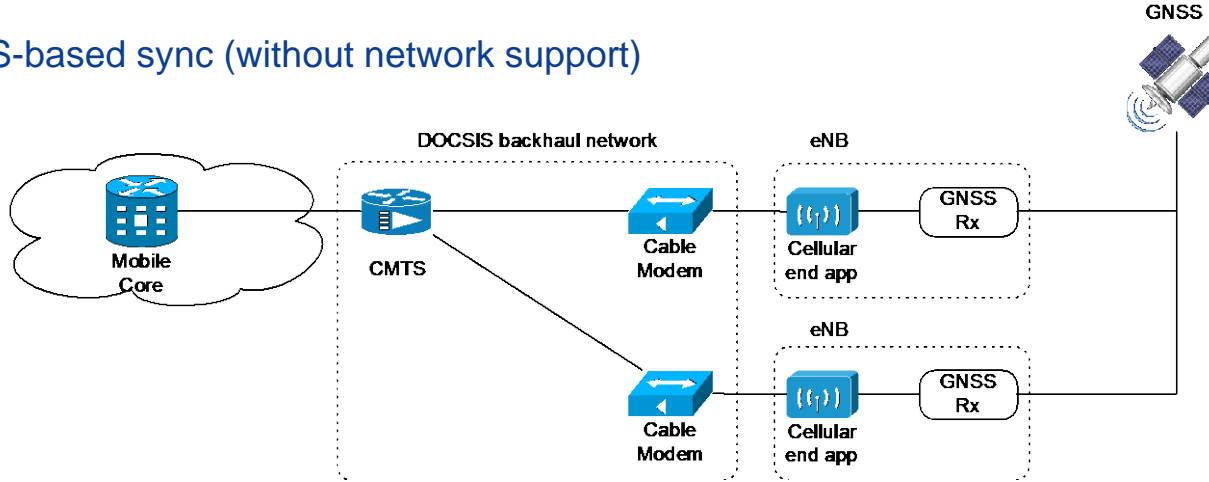 GNSS
S-based sync (without network support)
DOCSIS backhaul network
eNB
GNSS
Rx
Mobile
Core
CMTS
Cable
Modem
Cellular
end app
eNB
GNSS
Rx
Cable
Modem
Cellular
end app